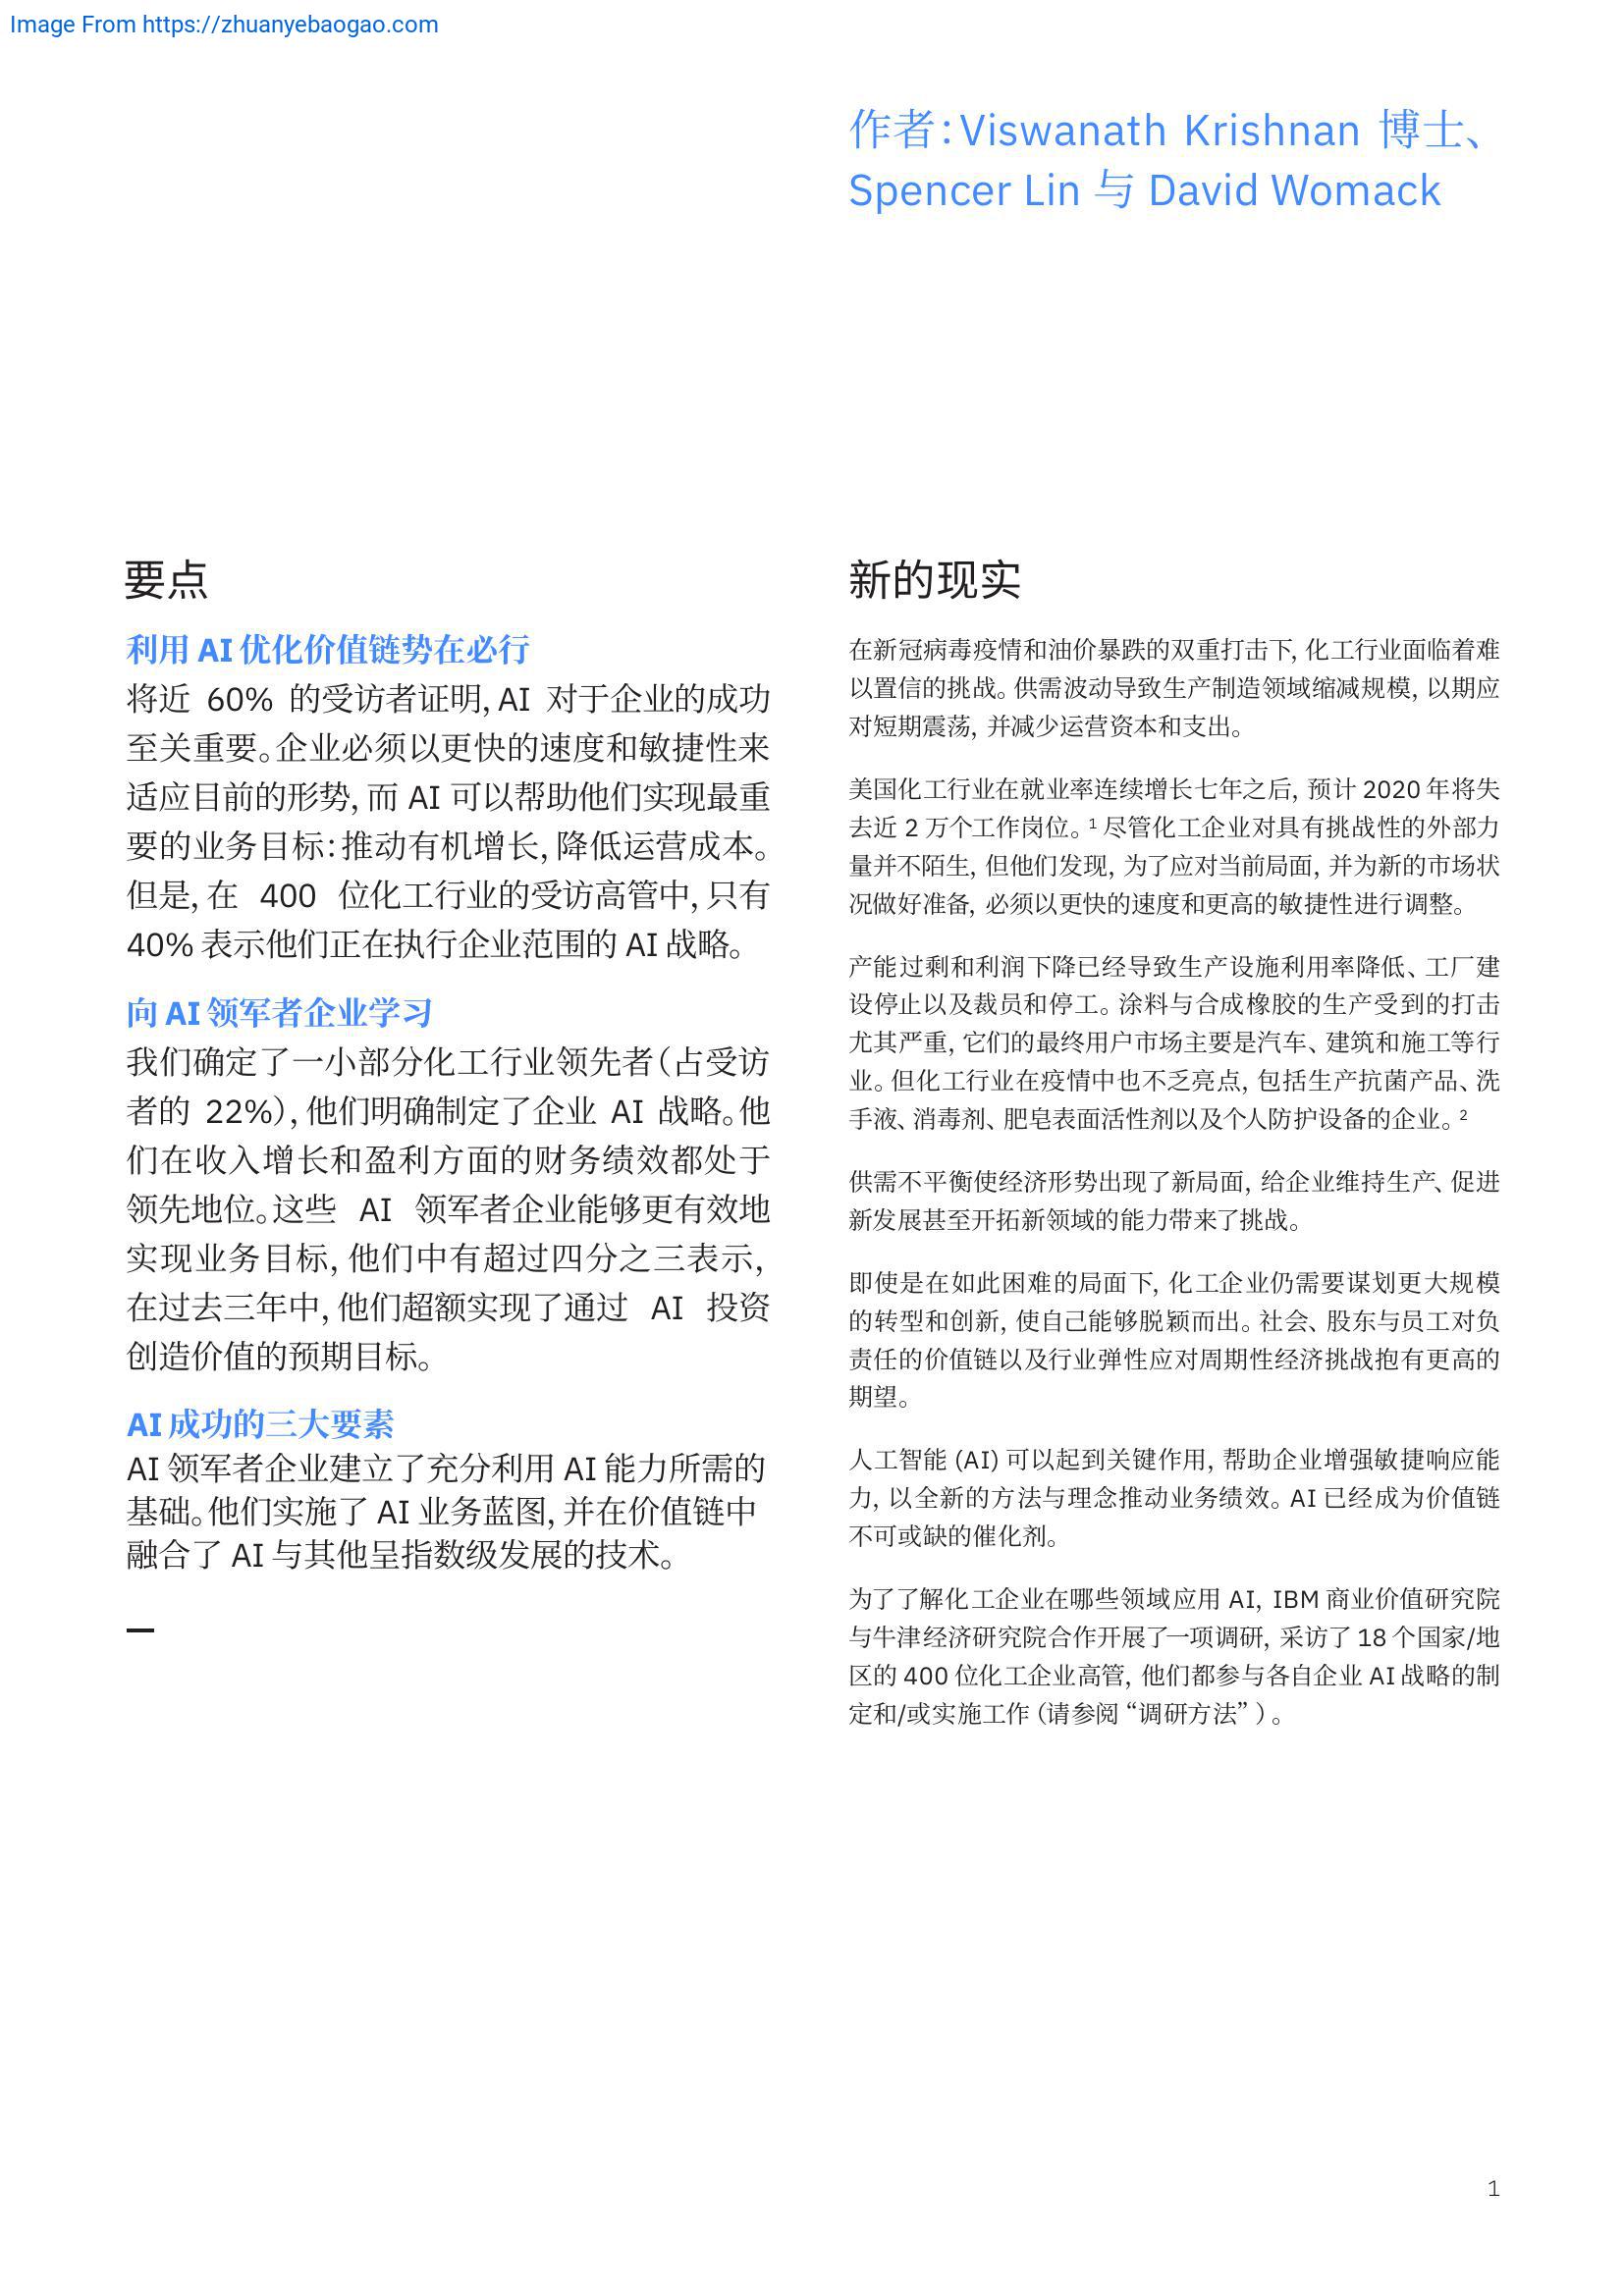 Image From https://zhuanyebaogao.com
作者：Viswanath Krishnan 博士、
Spencer Lin 与 David Womack
要点
利用 AI 优化价值链势在必行
将近 60% 的受访者证明，AI 对于企业的成功
至关重要。企业必须以更快的速度和敏捷性来
适应目前的形势，而 AI 可以帮助他们实现最重
要的业务目标：推动有机增长，降低运营成本。
但是，在 400 位化工行业的受访高管中，只有
40% 表示他们正在执行企业范围的 AI 战略。
向 AI 领军者企业学习
我们确定了一小部分化工行业领先者（占受访
者的 22%），他们明确制定了企业 AI 战略。他
们在收入增长和盈利方面的财务绩效都处于
领先地位。这些 AI 领军者企业能够更有效地
实现业务目标，他们中有超过四分之三表示，
在过去三年中，他们超额实现了通过 AI 投资
创造价值的预期目标。
AI 成功的三大要素
AI 领军者企业建立了充分利用 AI 能力所需的
基础。他们实施了 AI 业务蓝图，并在价值链中
融合了 AI 与其他呈指数级发展的技术。
新的现实
在新冠病毒疫情和油价暴跌的双重打击下，化工行业面临着难
以置信的挑战。供需波动导致生产制造领域缩减规模，以期应
对短期震荡，并减少运营资本和支出。
美国化工行业在就业率连续增长七年之后，预计 2020 年将失
去近 2 万个工作岗位。¹ 尽管化工企业对具有挑战性的外部力
量并不陌生，但他们发现，为了应对当前局面，并为新的市场状
况做好准备，必须以更快的速度和更高的敏捷性进行调整。
产能过剩和利润下降已经导致生产设施利用率降低、工厂建
设停止以及裁员和停工。涂料与合成橡胶的生产受到的打击
尤其严重，它们的最终用户市场主要是汽车、建筑和施工等行
业。但化工行业在疫情中也不乏亮点，包括生产抗菌产品、洗
手液、消毒剂、肥皂表面活性剂以及个人防护设备的企业。²
供需不平衡使经济形势出现了新局面，给企业维持生产、促进
新发展甚至开拓新领域的能力带来了挑战。
即使是在如此困难的局面下，化工企业仍需要谋划更大规模
的转型和创新，使自己能够脱颖而出。社会、股东与员工对负
责任的价值链以及行业弹性应对周期性经济挑战抱有更高的
期望。
人工智能 (AI) 可以起到关键作用，帮助企业增强敏捷响应能
力，以全新的方法与理念推动业务绩效。AI 已经成为价值链
不可或缺的催化剂。
为了了解化工企业在哪些领域应用 AI，IBM 商业价值研究院
与牛津经济研究院合作开展了一项调研，采访了 18 个国家/地
区的 400 位化工企业高管，他们都参与各自企业 AI 战略的制
定和/或实施工作（请参阅“调研方法”）。
1